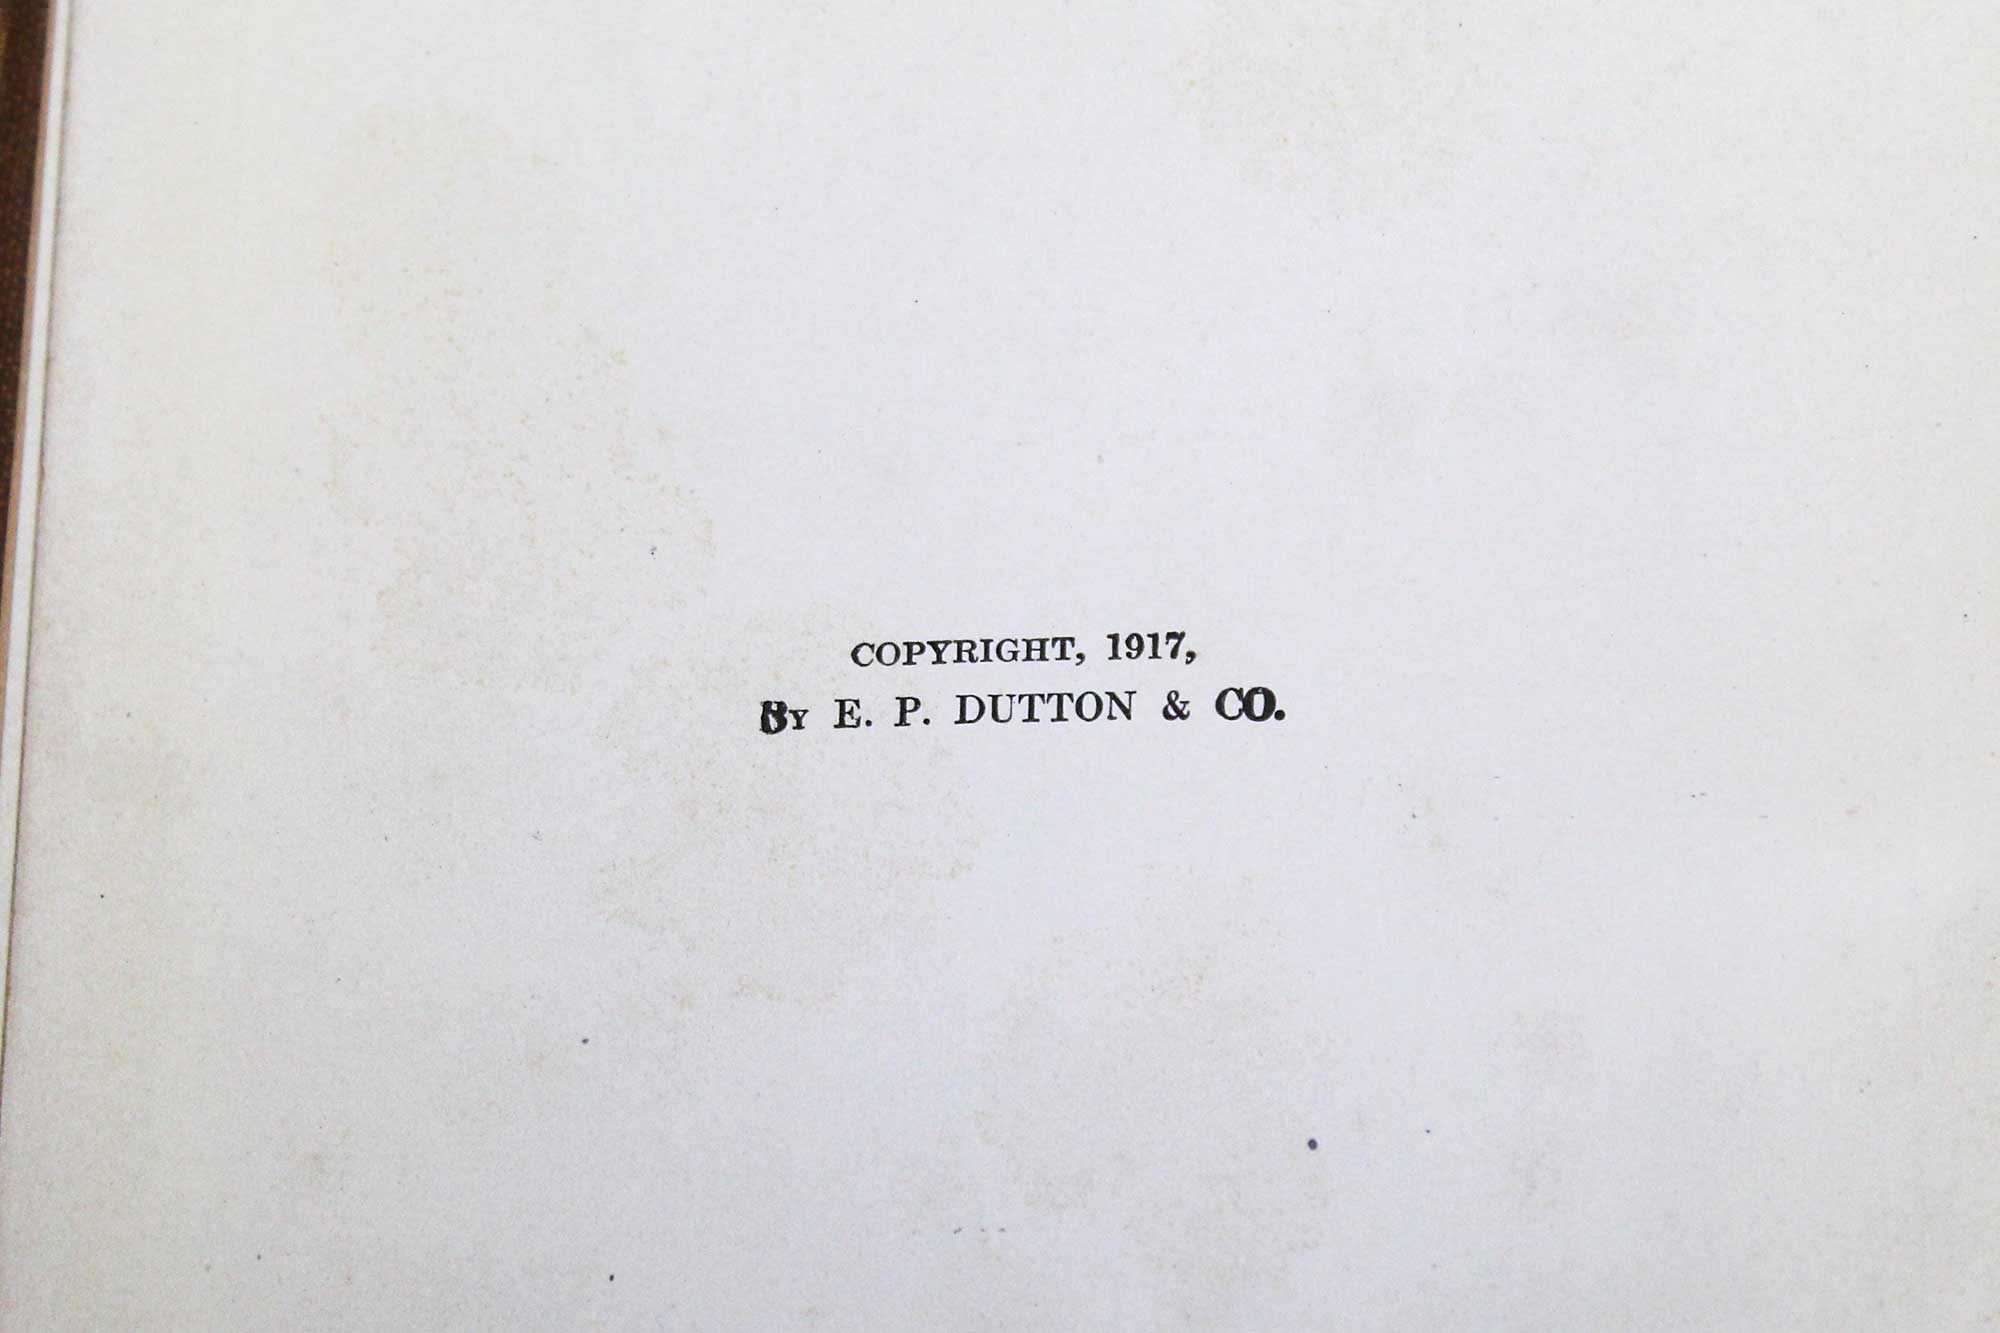 COPYRIGHT, 1917,
BY E. P. DUTTON & CO.